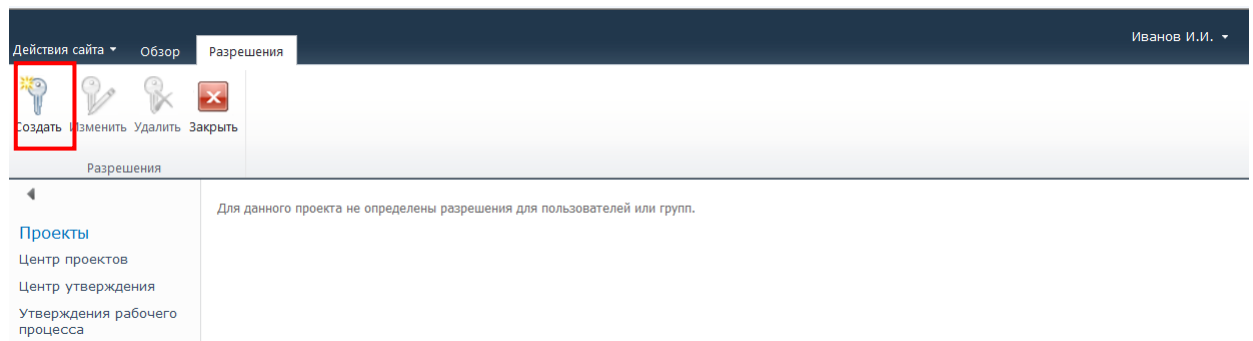 Иванов И.И.
Действия сайта Обзор Разрешения
Создать Изменить Удалить Закрыть
Разрешения
Для данного проекта не определены разрешения для пользователей или групп.
Проекты
Центр проектов
Центр утверждения
Утверждения рабочего
процесса